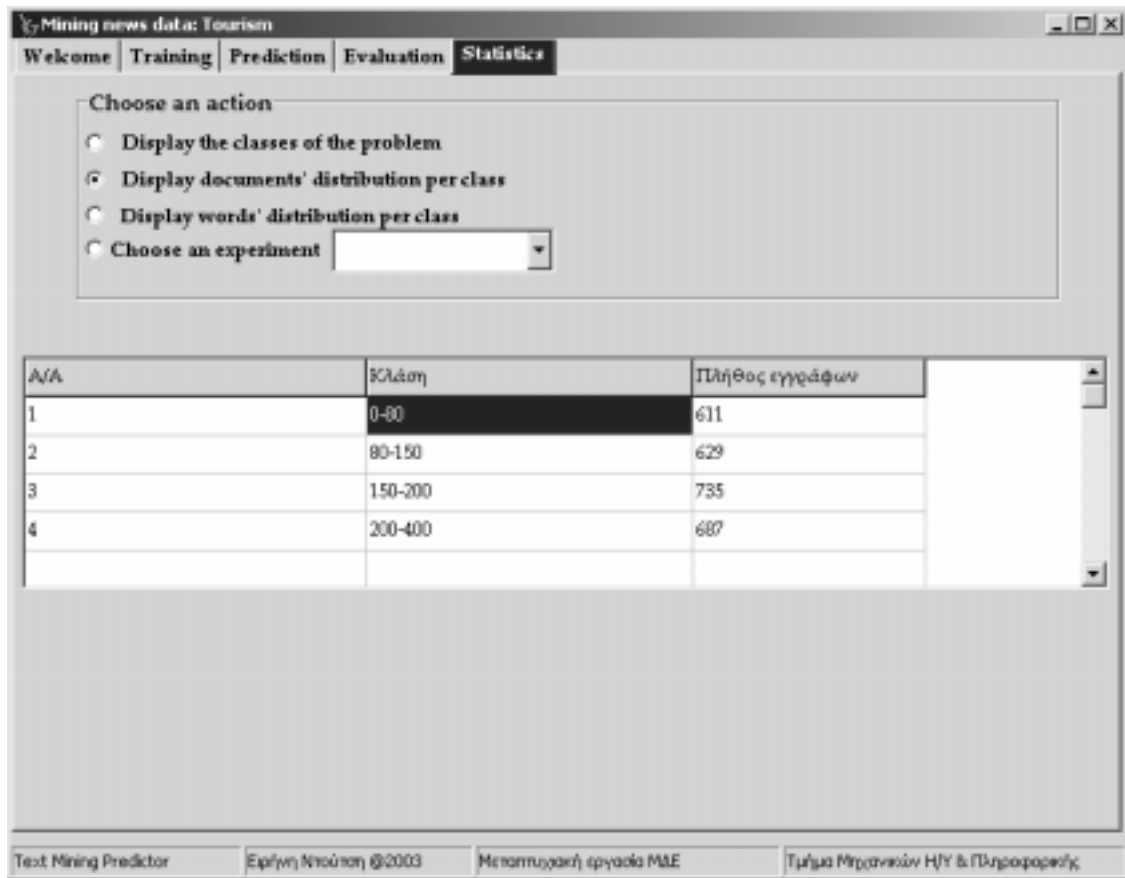 Mining news data: Tourism
Welcome Training Prediction Evaluation Statistics
Choose an action
Display the classes of the problem
Display documents' distribution per class
Display words' distribution per class
Choose an experiment
A/A Κλάση Πλήθος εγγράφων
1 0-80 611
2 80-150 629
3 150-200 735
4 200-400 687
Text Mining Predictor Ειρήνη Ντούτση @2003 Μεταπτυχιακή εργασία ΜΔΕ Τμήμα Μηχανικών Η/Υ & Πληροφορικής